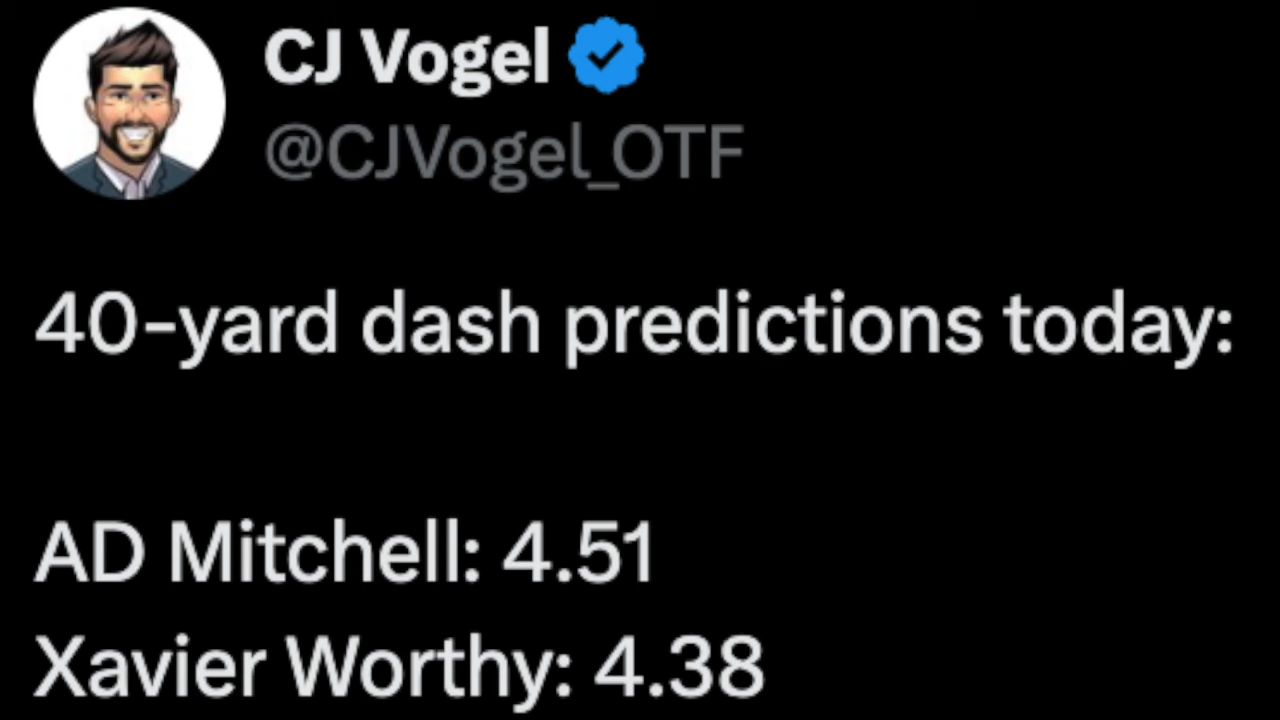 CJ Vogel
@CJVogel_OTF
40-yard dash predictions today:
AD Mitchell: 4.51
Xavier Worthy: 4.38